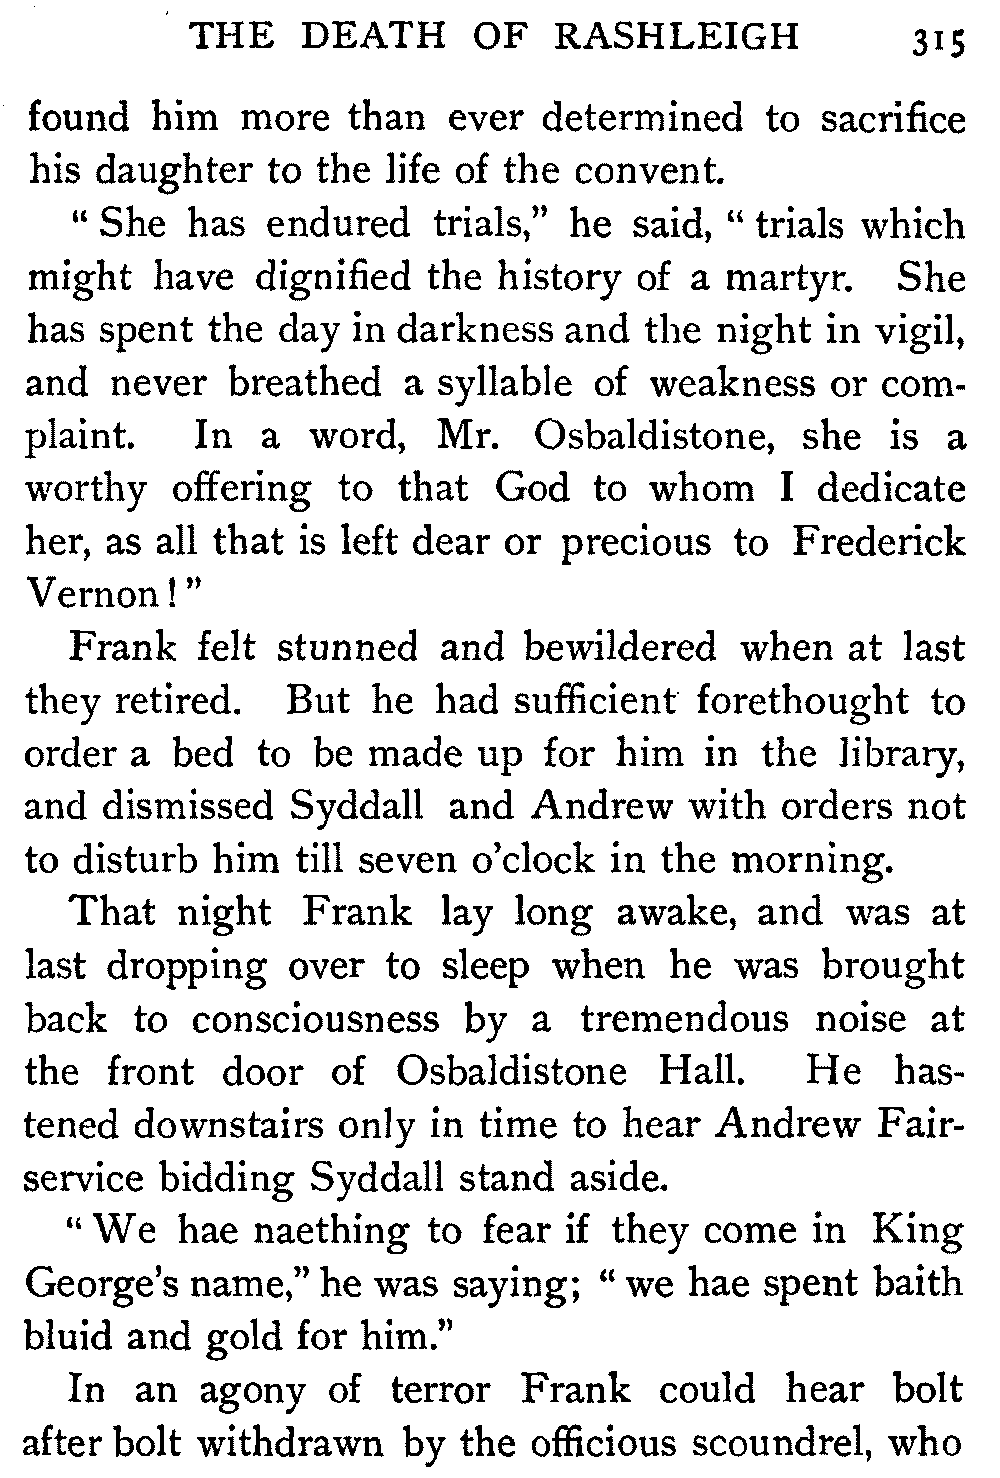 THE DEATH OF RASHLEIGH 315
found him more than ever determined to sacrifice
his daughter to the life of the convent.
“ She has endured trials,” he said, “ trials which
might have dignified the history of a martyr. She
has spent the day in darkness and the night in vigil,
and never breathed a syllable of weakness or com-
plaint. In a word, Mr. Osbaldistone, she is a
worthy offering to that God to whom I dedicate
her, as all that is left dear or precious to Frederick
Vernon ! ”
Frank felt stunned and bewildered when at last
they retired. But he had sufficient forethought to
order a bed to be made up for him in the library,
and dismissed Syddall and Andrew with orders not
to disturb him till seven o’clock in the morning.
That night Frank lay long awake, and was at
last dropping over to sleep when he was brought
back to consciousness by a tremendous noise at
the front door of Osbaldistone Hall. He has-
tened downstairs only in time to hear Andrew Fair-
service bidding Syddall stand aside.
“ We hae naething to fear if they come in King
George’s name,” he was saying; “ we hae spent baith
bluid and gold for him.”
In an agony of terror Frank could hear bolt
after bolt withdrawn by the officious scoundrel, who